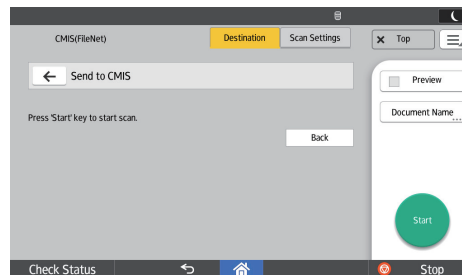 CMIS(FileNet)
Destination
Scan Settings
Top
Send to CMIS
Preview
Press 'Start' key to start scan.
Document Name
Back
Start
Check Status
Stop